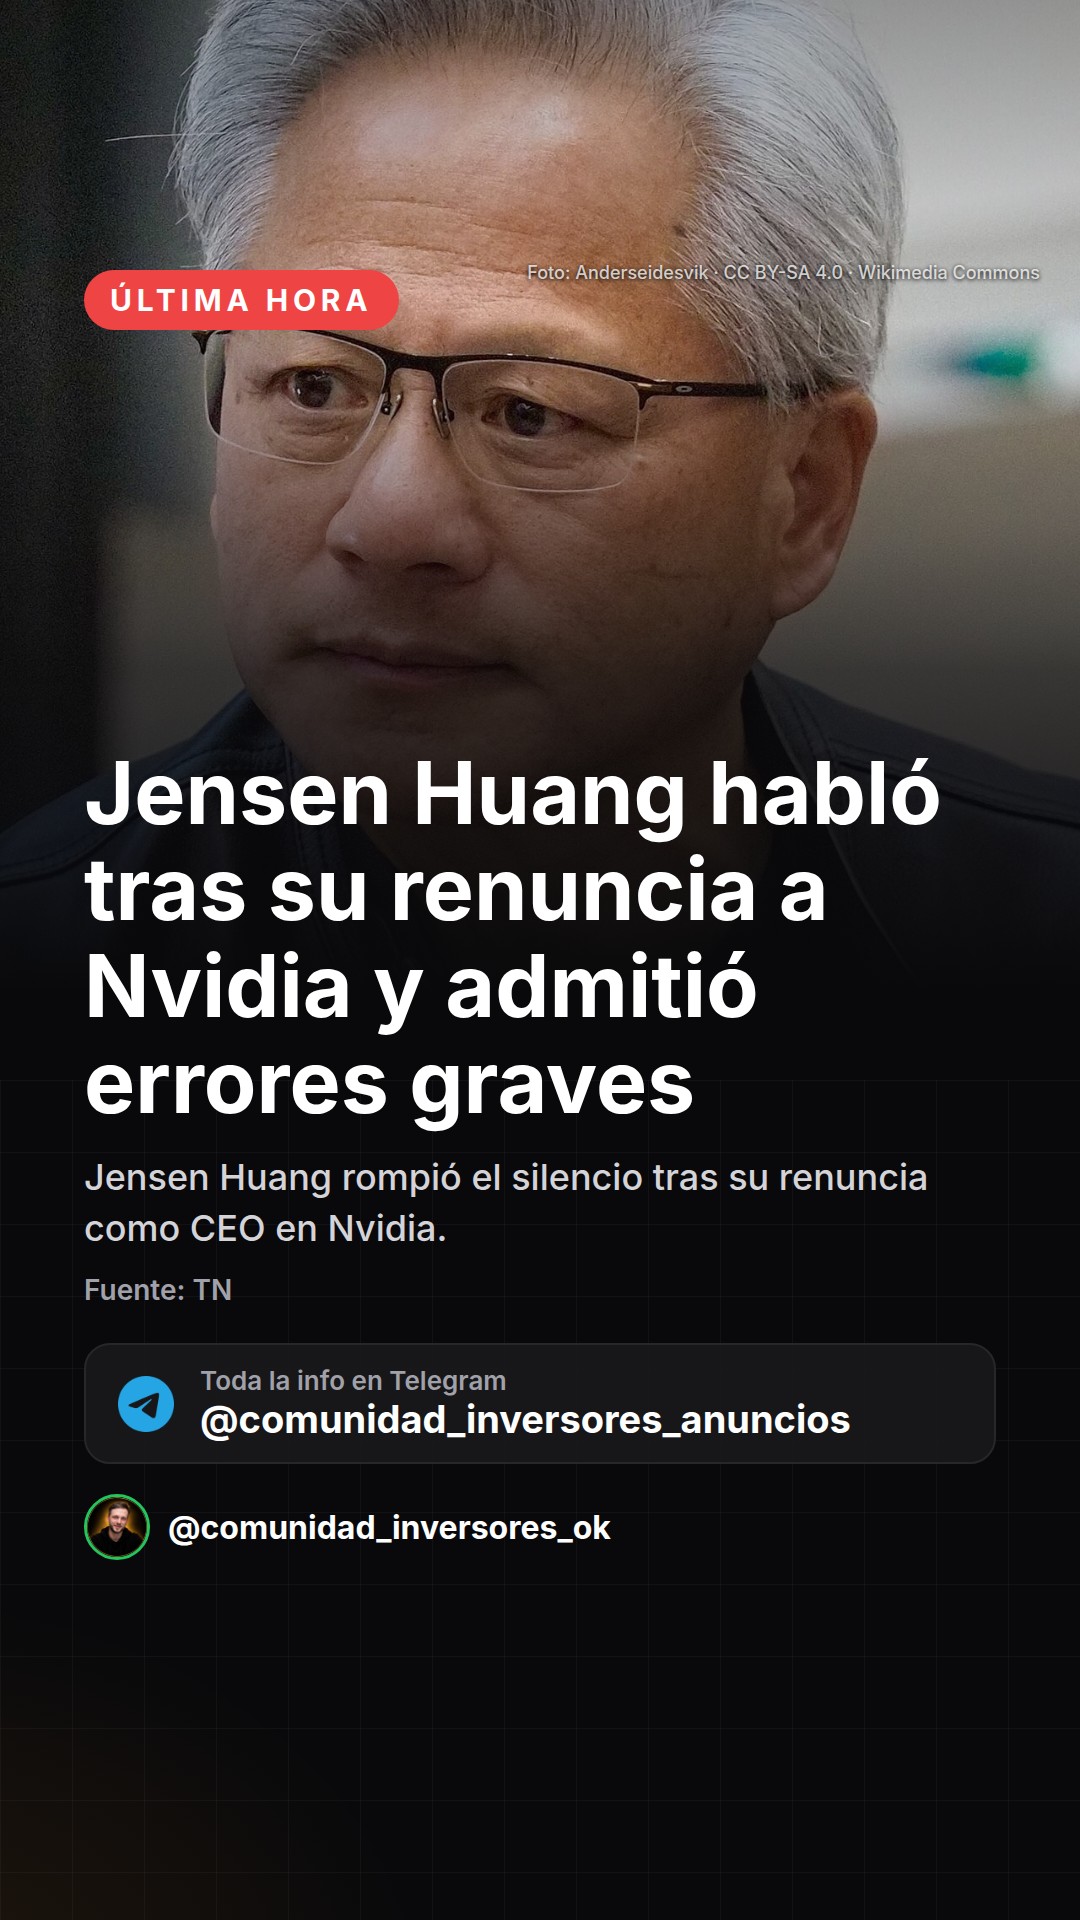 Foto: Anderseidesvik · CC BY-SA 4.0 · Wikimedia Commons
ÚLTIMA HORA
Jensen Huang habló
tras su renuncia a
Nvidia y admitió
errores graves
Jensen Huang rompió el silencio tras su renuncia
como CEO en Nvidia.
Fuente: TN
Toda la info en Telegram
@comunidad_inversores_anuncios
@comunidad_inversores_ok